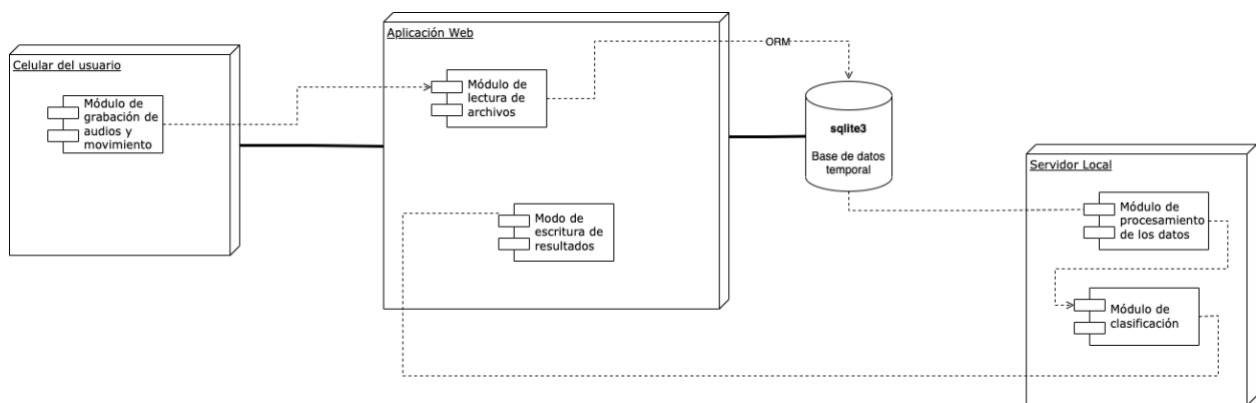 Celular del usuario
Módulo de
grabación de
audios y
movimiento
Aplicación Web
Módulo de
lectura de
archivos
Modo de
escritura de
resultados
ORM
sqlite3
Base de datos
temporal
Servidor Local
Módulo de
procesamiento
de los datos
Módulo de
clasificación